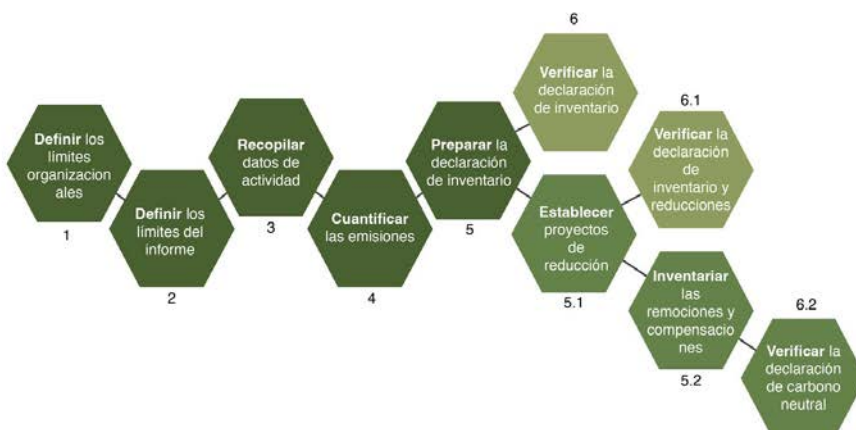 Definir los
límites
organizacion
ales
1
Definir los
límites del
informe
2
Recopilar
datos de
actividad
3
Cuantificar
las emisiones
4
Preparar la
declaración
de inventario
5
6
Verificar la
declaración
de inventario
Establecer
proyectos
de
reducción
5.1
6.1
Verificar la
declaración
de
inventario y
reducciones
Inventariar
las
remociones y
compensacio
nes
5.2
6.2
Verificar la
declaración
de carbono
neutral